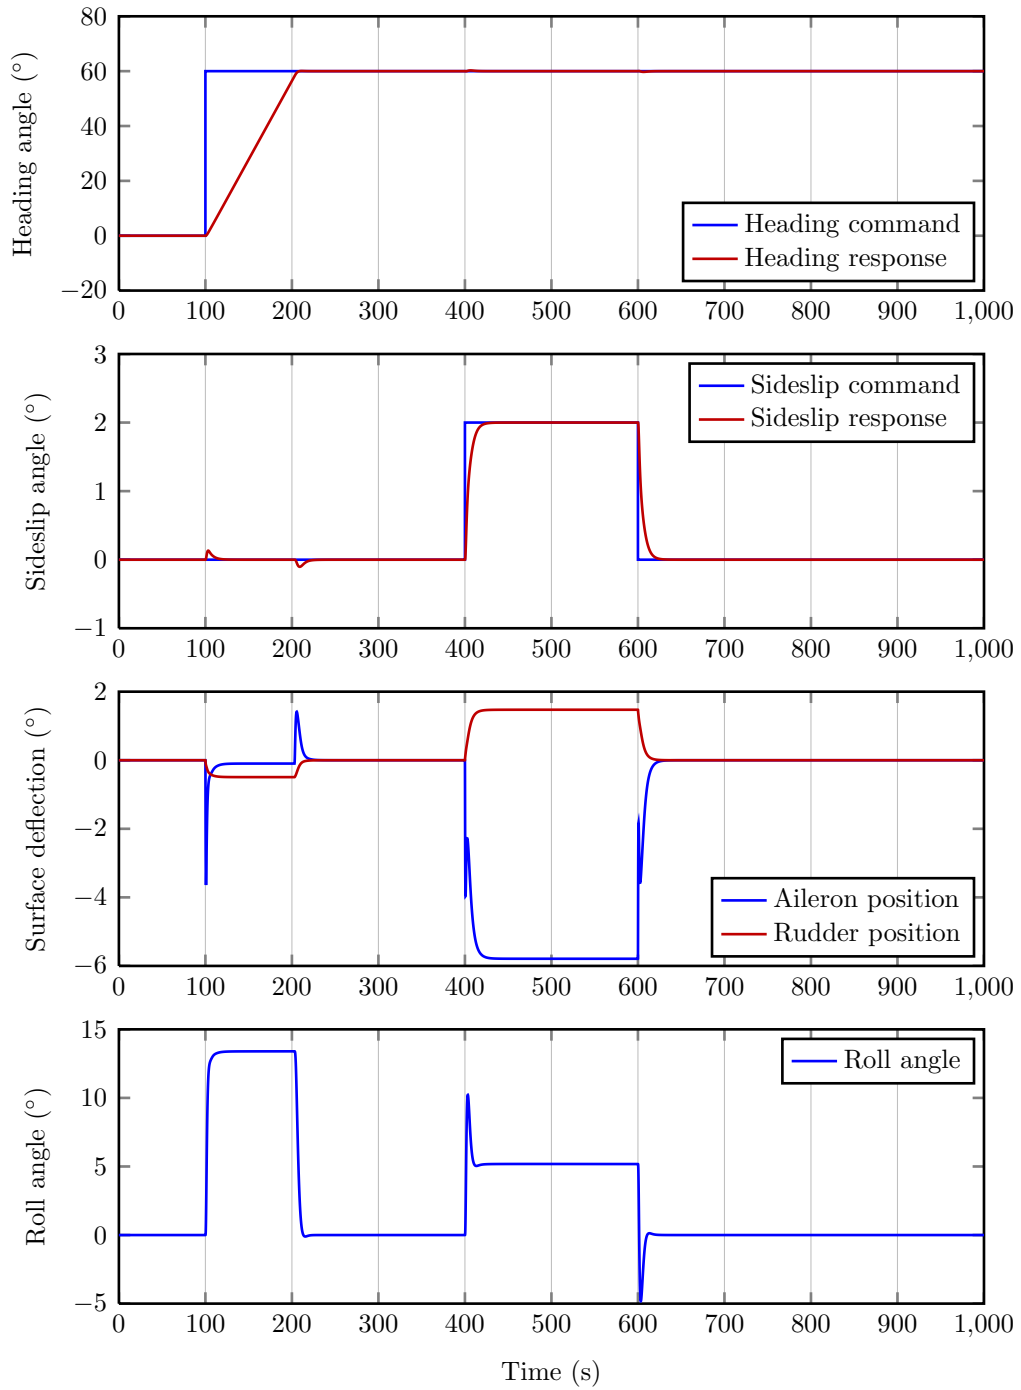 80
60
40
20
0
−20
Heading angle (°)
Heading command
Heading response
0 100 200 300 400 500 600 700 800 900 1,000
3
2
1
0
−1
Sideslip angle (°)
Sideslip command
Sideslip response
0 100 200 300 400 500 600 700 800 900 1,000
2
0
−2
−4
−6
Surface deflection (°)
Aileron position
Rudder position
0 100 200 300 400 500 600 700 800 900 1,000
15
10
5
0
−5
Roll angle (°)
Roll angle
0 100 200 300 400 500 600 700 800 900 1,000
Time (s)